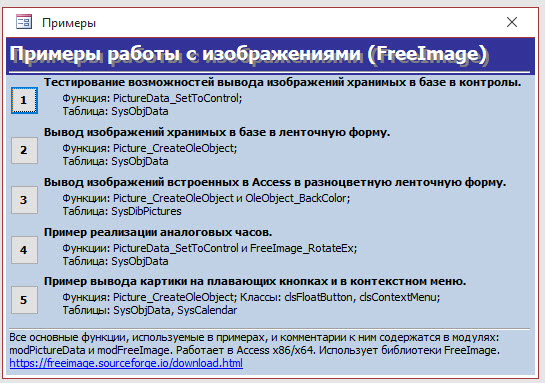 Примеры
Примеры работы с изображениями (FreeImage)
Тестирование возможностей вывода изображений хранимых в базе в контролы.
1
Функция: PictureData_SetToControl;
Таблица: SysObjData
Вывод изображений хранимых в базе в ленточную форму.
2
Функция: Picture_CreateOleObject;
Таблица: SysObjData
Вывод изображений встроенных в Access в разноцветную ленточную форму.
3
Функция: Picture_CreateOleObject и OleObject_BackColor;
Таблица: SysDibPictures
Пример реализации аналоговых часов.
4
Функция: PictureData_SetToControl и FreeImage_RotateEx;
Таблица: SysObjData
Пример вывода картики на плавающих кнопках и в контекстном меню.
5
Функция: Picture_CreateOleObject; Классы: clsFloatButton, clsContextMenu;
Таблицы: SysObjData, SysCalendar
Все основные функции, используемые в примерах, и комментарии к ним содержатся в модулях:
modPictureData и modFreeImage. Работает в Access x86/x64. Использует библиотеки FreeImage.
https://freeimage.sourceforge.io/download.html